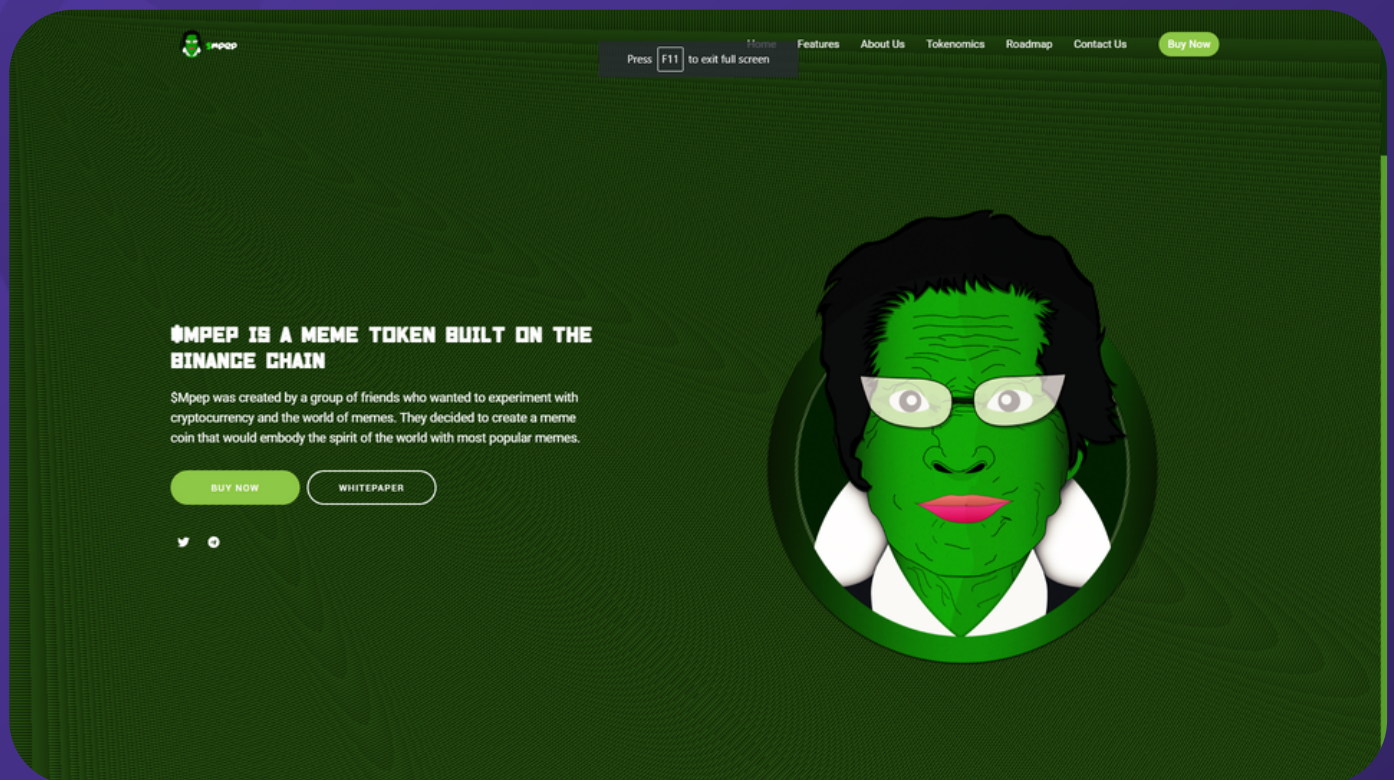 $MPEP
Home
Features
About Us
Tokenomics
Roadmap
Contact Us
Buy Now
Press F11 to exit full screen
$MPEP IS A MEME TOKEN BUILT ON THE
BINANCE CHAIN
$Mpep was created by a group of friends who wanted to experiment with
cryptocurrency and the world of memes. They decided to create a meme
coin that would embody the spirit of the world with most popular memes.
BUY NOW
WHITEPAPER